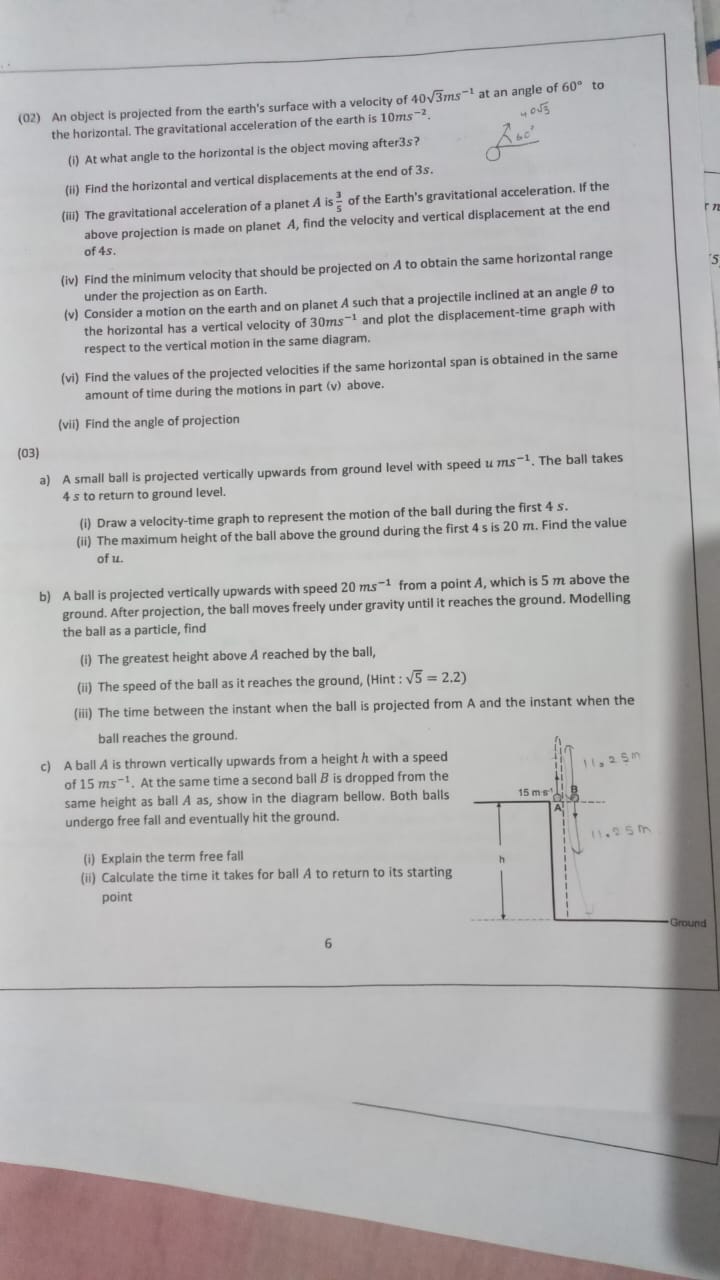 (02) An object is projected from the earth's surface with a velocity of 40√3ms⁻¹ at an angle of 60° to
the horizontal. The gravitational acceleration of the earth is 10ms⁻².
40√3
60°
(i) At what angle to the horizontal is the object moving after3s?
(ii) Find the horizontal and vertical displacements at the end of 3s.
(iii) The gravitational acceleration of a planet A is 3/5 of the Earth's gravitational acceleration. If the
above projection is made on planet A, find the velocity and vertical displacement at the end
of 4s.
(iv) Find the minimum velocity that should be projected on A to obtain the same horizontal range
under the projection as on Earth.
(v) Consider a motion on the earth and on planet A such that a projectile inclined at an angle θ to
the horizontal has a vertical velocity of 30ms⁻¹ and plot the displacement-time graph with
respect to the vertical motion in the same diagram.
(vi) Find the values of the projected velocities if the same horizontal span is obtained in the same
amount of time during the motions in part (v) above.
(vii) Find the angle of projection
(03)
a) A small ball is projected vertically upwards from ground level with speed u ms⁻¹. The ball takes
4 s to return to ground level.
(i) Draw a velocity-time graph to represent the motion of the ball during the first 4 s.
(ii) The maximum height of the ball above the ground during the first 4 s is 20 m. Find the value
of u.
b) A ball is projected vertically upwards with speed 20 ms⁻¹ from a point A, which is 5 m above the
ground. After projection, the ball moves freely under gravity until it reaches the ground. Modelling
the ball as a particle, find
(i) The greatest height above A reached by the ball,
(ii) The speed of the ball as it reaches the ground, (Hint : √5 = 2.2)
(iii) The time between the instant when the ball is projected from A and the instant when the
ball reaches the ground.
c) A ball A is thrown vertically upwards from a height h with a speed
of 15 ms⁻¹. At the same time a second ball B is dropped from the
same height as ball A as, show in the diagram bellow. Both balls
undergo free fall and eventually hit the ground.
(i) Explain the term free fall
(ii) Calculate the time it takes for ball A to return to its starting
point
11.25m
15 m s⁻¹
B
A
11.25m
h
Ground
6